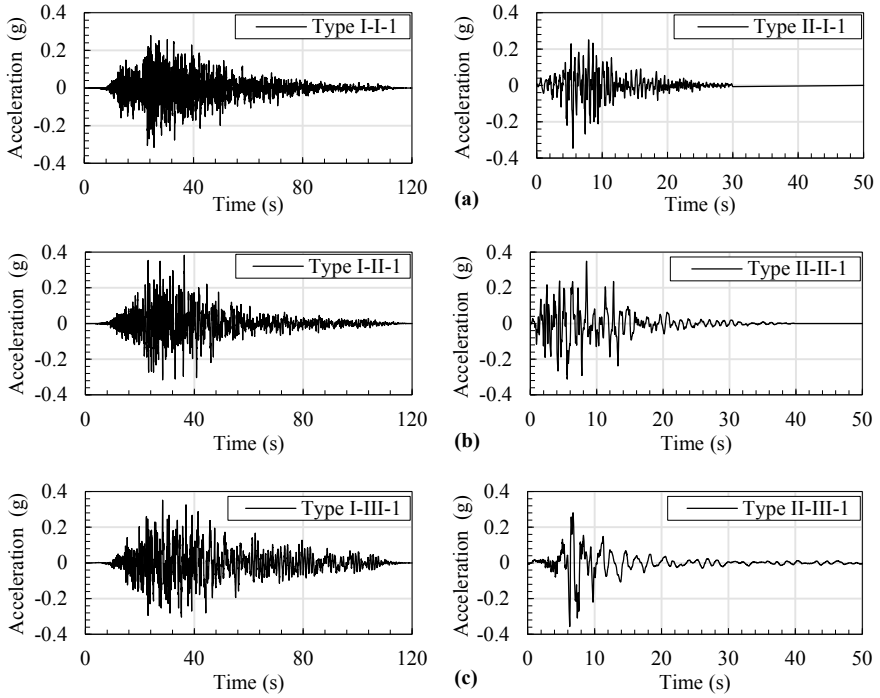 Acceleration (g)
0.4
0.2
0
-0.2
-0.4
Type I-I-1
0 40 80 120
Time (s)
Acceleration (g)
0.4
0.2
0
-0.2
-0.4
Type II-I-1
0 10 20 30 40 50
Time (s)
(a)
Acceleration (g)
0.4
0.2
0
-0.2
-0.4
Type I-II-1
0 40 80 120
Time (s)
Acceleration (g)
0.4
0.2
0
-0.2
-0.4
Type II-II-1
0 10 20 30 40 50
Time (s)
(b)
Acceleration (g)
0.4
0.2
0
-0.2
-0.4
Type I-III-1
0 40 80 120
Time (s)
Acceleration (g)
0.4
0.2
0
-0.2
-0.4
Type II-III-1
0 10 20 30 40 50
Time (s)
(c)